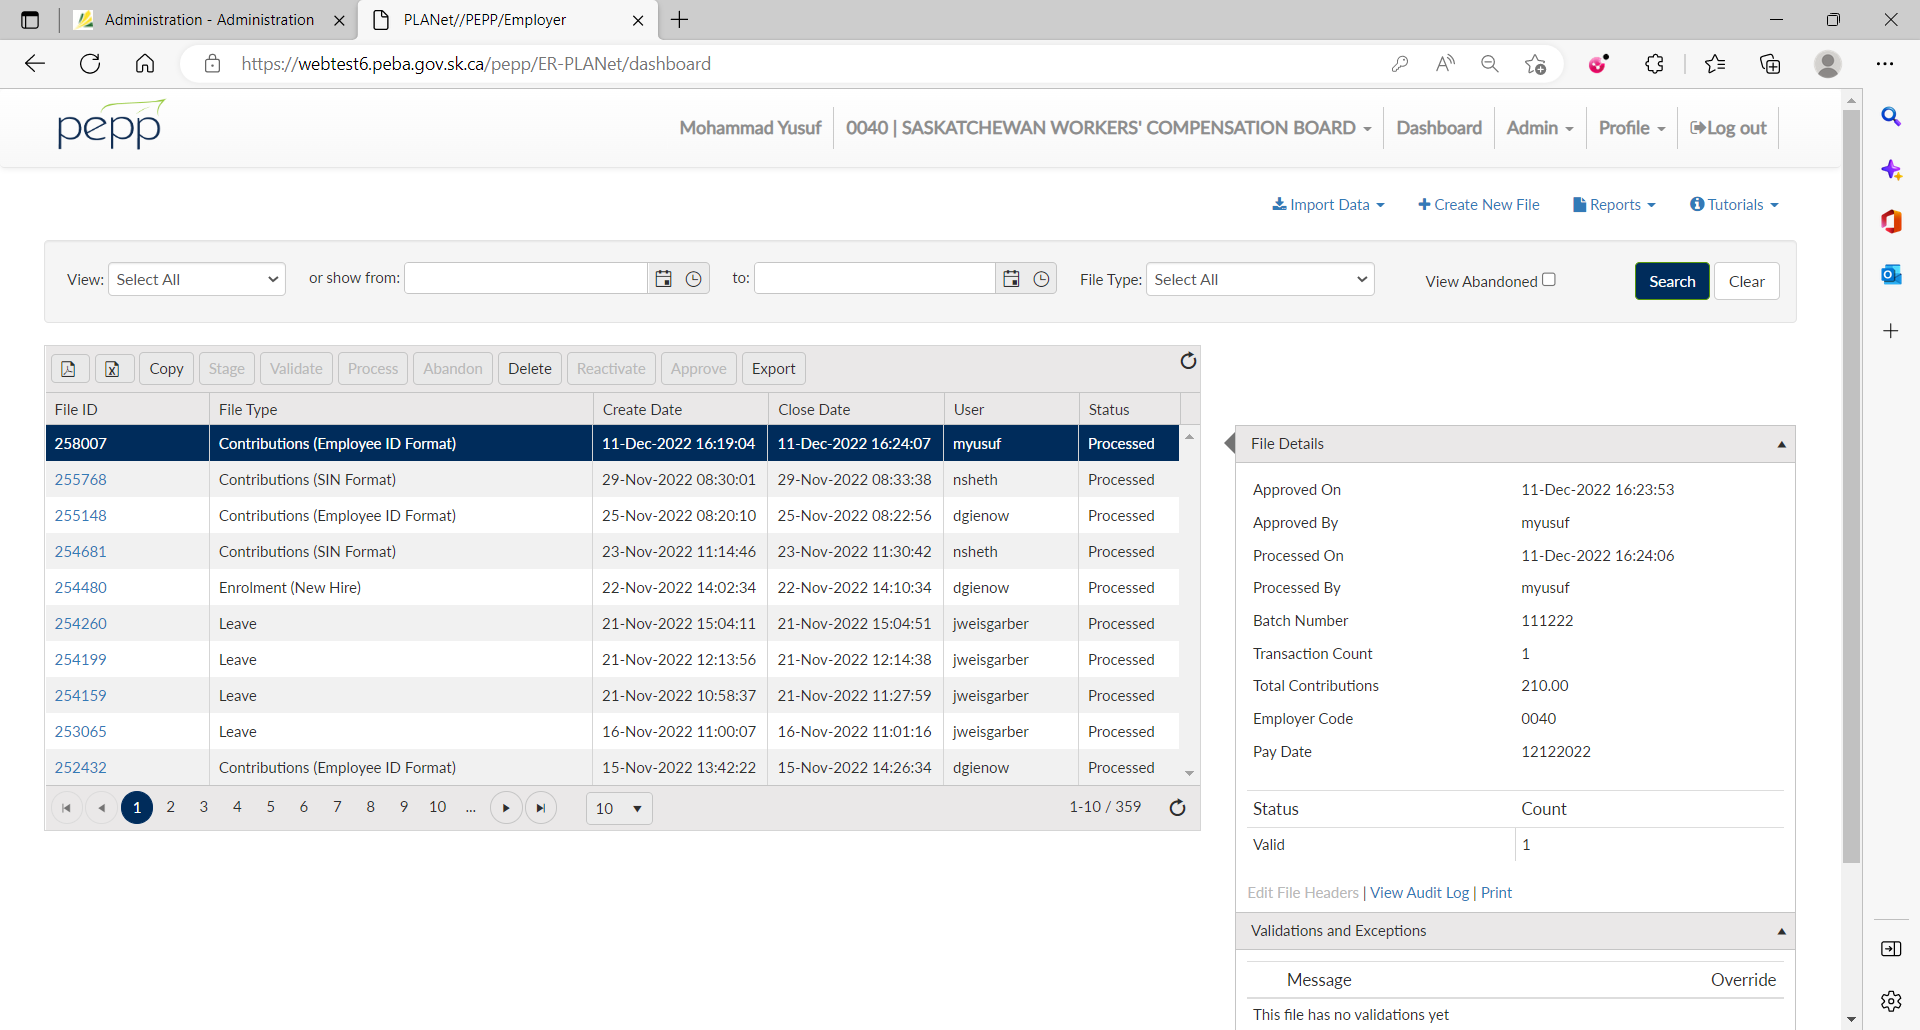 Administration - Administration
PLANet//PEPP/Employer
https://webtest6.peba.gov.sk.ca/pepp/ER-PLANet/dashboard
pepp
Mohammad Yusuf
0040 | SASKATCHEWAN WORKERS' COMPENSATION BOARD
Dashboard
Admin
Profile
Log out
Import Data
Create New File
Reports
Tutorials
View: Select All
or show from:
to:
File Type: Select All
View Abandoned
Search
Clear
Copy Stage Validate Process Abandon Delete Reactivate Approve Export
File ID File Type Create Date Close Date User Status
258007 Contributions (Employee ID Format) 11-Dec-2022 16:19:04 11-Dec-2022 16:24:07 myusuf Processed
255768 Contributions (SIN Format) 29-Nov-2022 08:30:01 29-Nov-2022 08:33:38 nsheth Processed
255148 Contributions (Employee ID Format) 25-Nov-2022 08:20:10 25-Nov-2022 08:22:56 dgienow Processed
254681 Contributions (SIN Format) 23-Nov-2022 11:14:46 23-Nov-2022 11:30:42 nsheth Processed
254480 Enrolment (New Hire) 22-Nov-2022 14:02:34 22-Nov-2022 14:10:34 dgienow Processed
254260 Leave 21-Nov-2022 15:04:11 21-Nov-2022 15:04:51 jweisgarber Processed
254199 Leave 21-Nov-2022 12:13:56 21-Nov-2022 12:14:38 jweisgarber Processed
254159 Leave 21-Nov-2022 10:58:37 21-Nov-2022 11:27:59 jweisgarber Processed
253065 Leave 16-Nov-2022 11:00:07 16-Nov-2022 11:01:16 jweisgarber Processed
252432 Contributions (Employee ID Format) 15-Nov-2022 13:42:22 15-Nov-2022 14:26:34 dgienow Processed
1 2 3 4 5 6 7 8 9 10 ... 10 1-10 / 359
File Details
Approved On 11-Dec-2022 16:23:53
Approved By myusuf
Processed On 11-Dec-2022 16:24:06
Processed By myusuf
Batch Number 111222
Transaction Count 1
Total Contributions 210.00
Employer Code 0040
Pay Date 12122022
Status Count
Valid 1
Edit File Headers | View Audit Log | Print
Validations and Exceptions
Message Override
This file has no validations yet